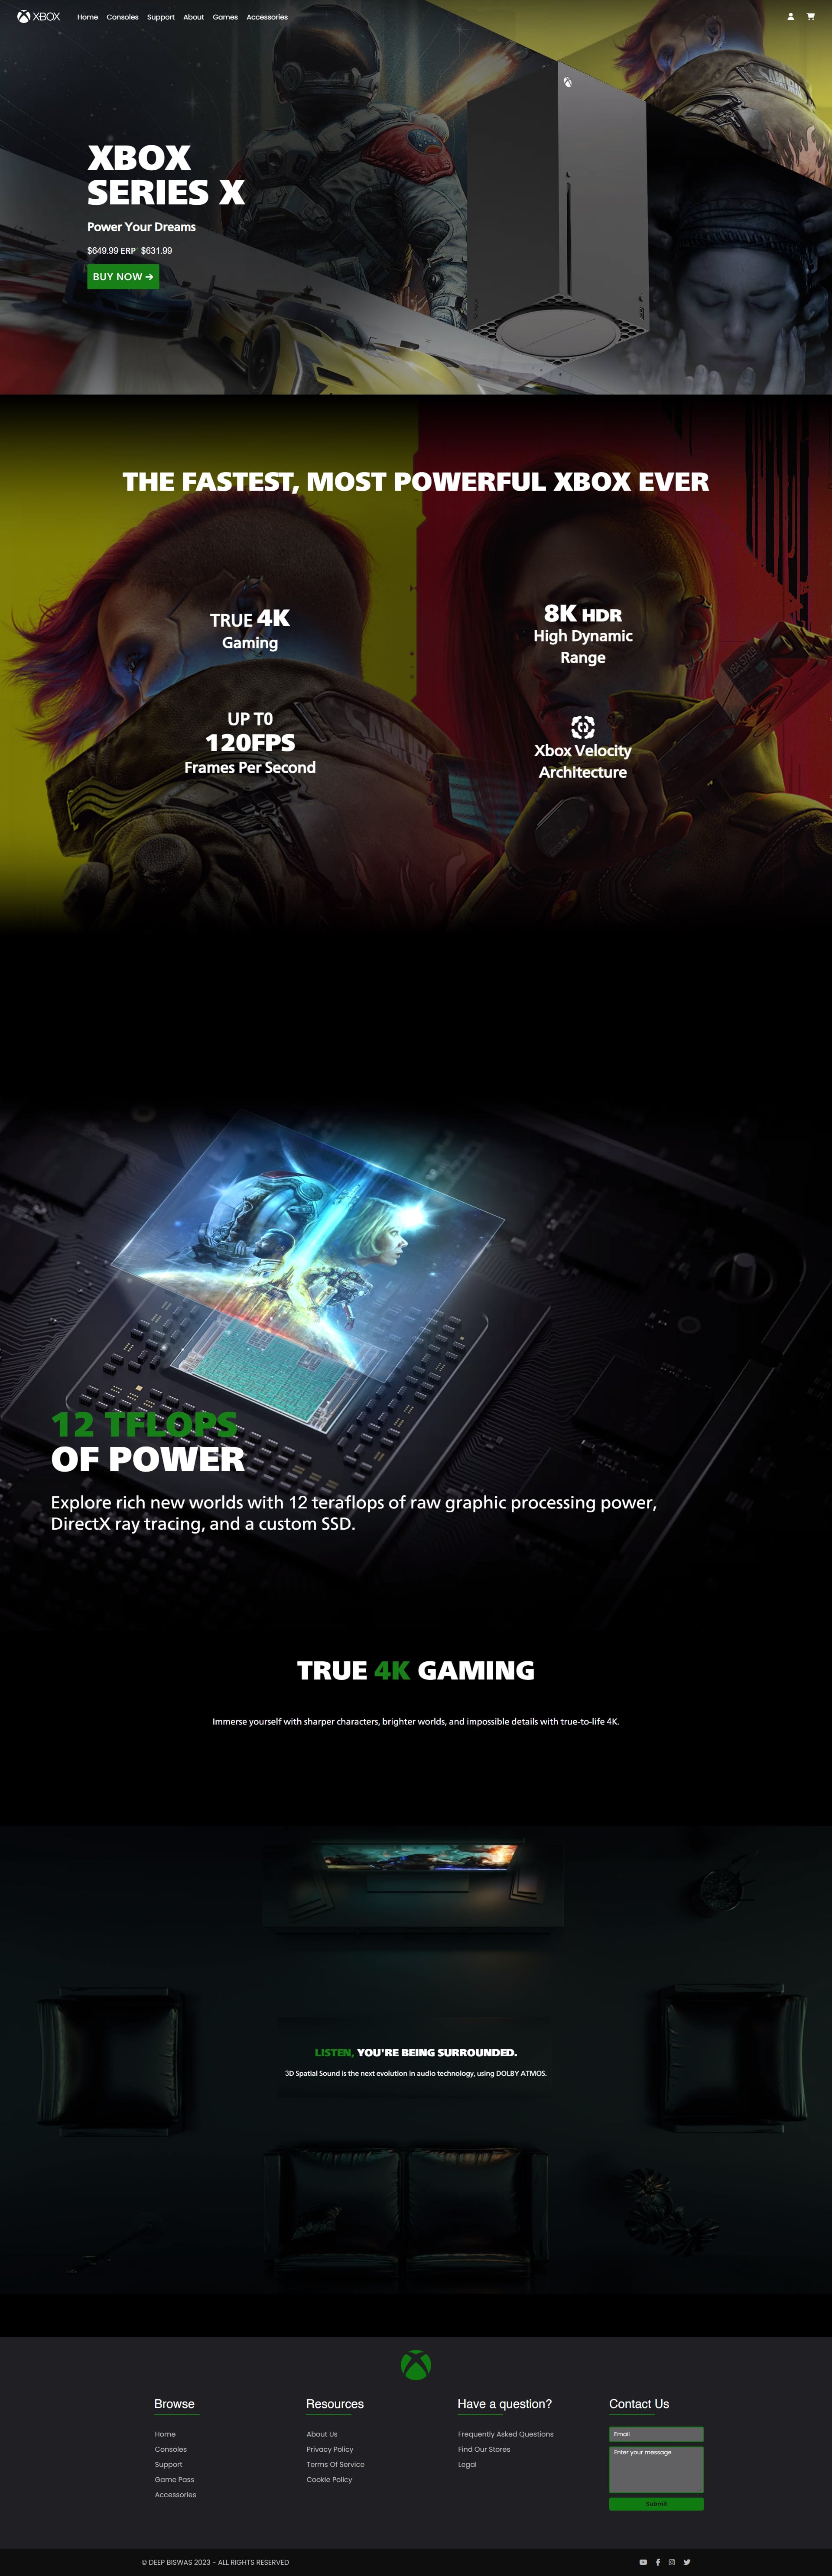 XBOX
Home Consoles Support About Games Accessories
XBOX
SERIES X
Power Your Dreams
$649.99 ERP $631.99
BUY NOW →
THE FASTEST, MOST POWERFUL XBOX EVER
TRUE 4K
Gaming
8K HDR
High Dynamic
Range
UP T0
120FPS
Frames Per Second
Xbox Velocity
Architecture
12 TFLOPS
OF POWER
Explore rich new worlds with 12 teraflops of raw graphic processing power,
DirectX ray tracing, and a custom SSD.
TRUE 4K GAMING
Immerse yourself with sharper characters, brighter worlds, and impossible details with true-to-life 4K.
LISTEN, YOU'RE BEING SURROUNDED.
3D Spatial Sound is the next evolution in audio technology, using DOLBY ATMOS.
Browse
Home
Consoles
Support
Game Pass
Accessories
Resources
About Us
Privacy Policy
Terms Of Service
Cookie Policy
Have a question?
Frequently Asked Questions
Find Our Stores
Legal
Contact Us
Email
Enter your message
Submit
© DEEP BISWAS 2023 - ALL RIGHTS RESERVED